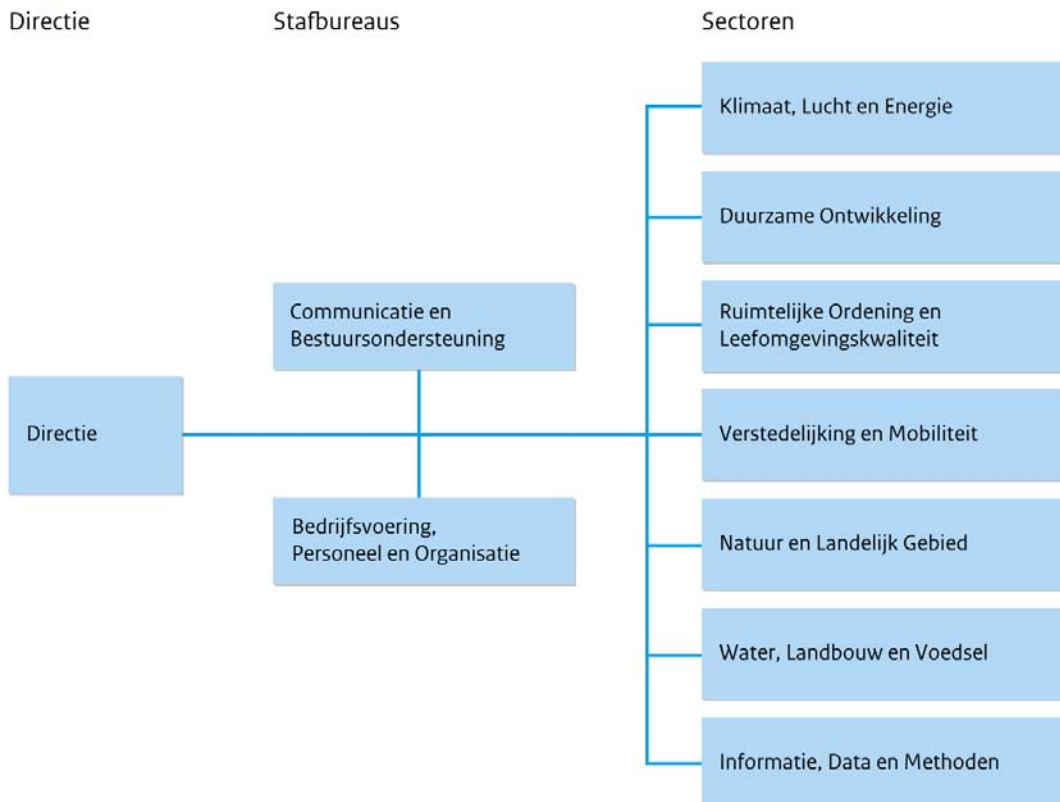 Directie
Stafbureaus
Sectoren
Directie
Communicatie en
Bestuursondersteuning
Bedrijfsvoering,
Personeel en Organisatie
Klimaat, Lucht en Energie
Duurzame Ontwikkeling
Ruimtelijke Ordening en
Leefomgevingskwaliteit
Verstedelijking en Mobiliteit
Natuur en Landelijk Gebied
Water, Landbouw en Voedsel
Informatie, Data en Methoden